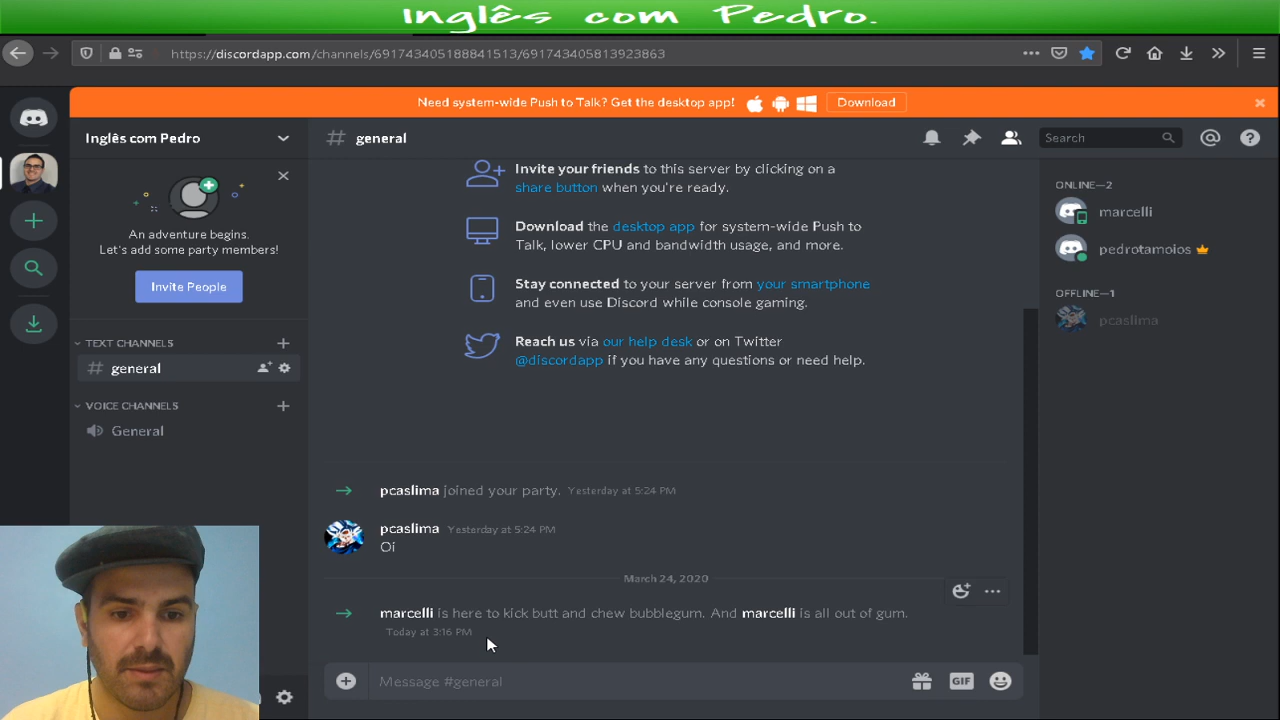 Inglês com Pedro.
https://discordapp.com/channels/691743405188841513/691743405813923863
Need system-wide Push to Talk? Get the desktop app!
Download
Inglês com Pedro
general
Search
An adventure begins.
Let's add some party members!
Invite People
TEXT CHANNELS
general
VOICE CHANNELS
General
Invite your friends to this server by clicking on a
share button when you're ready.
Download the desktop app for system-wide Push to
Talk, lower CPU and bandwidth usage, and more.
Stay connected to your server from your smartphone
and even use Discord while console gaming.
Reach us via our help desk or on Twitter
@discordapp if you have any questions or need help.
pcaslima joined your party. Yesterday at 5:24 PM
pcaslima Yesterday at 5:24 PM
Oi
March 24, 2020
marcelli is here to kick butt and chew bubblegum. And marcelli is all out of gum.
Today at 3:16 PM
Message #general
GIF
ONLINE—2
marcelli
pedrotamoios
OFFLINE—1
pcaslima